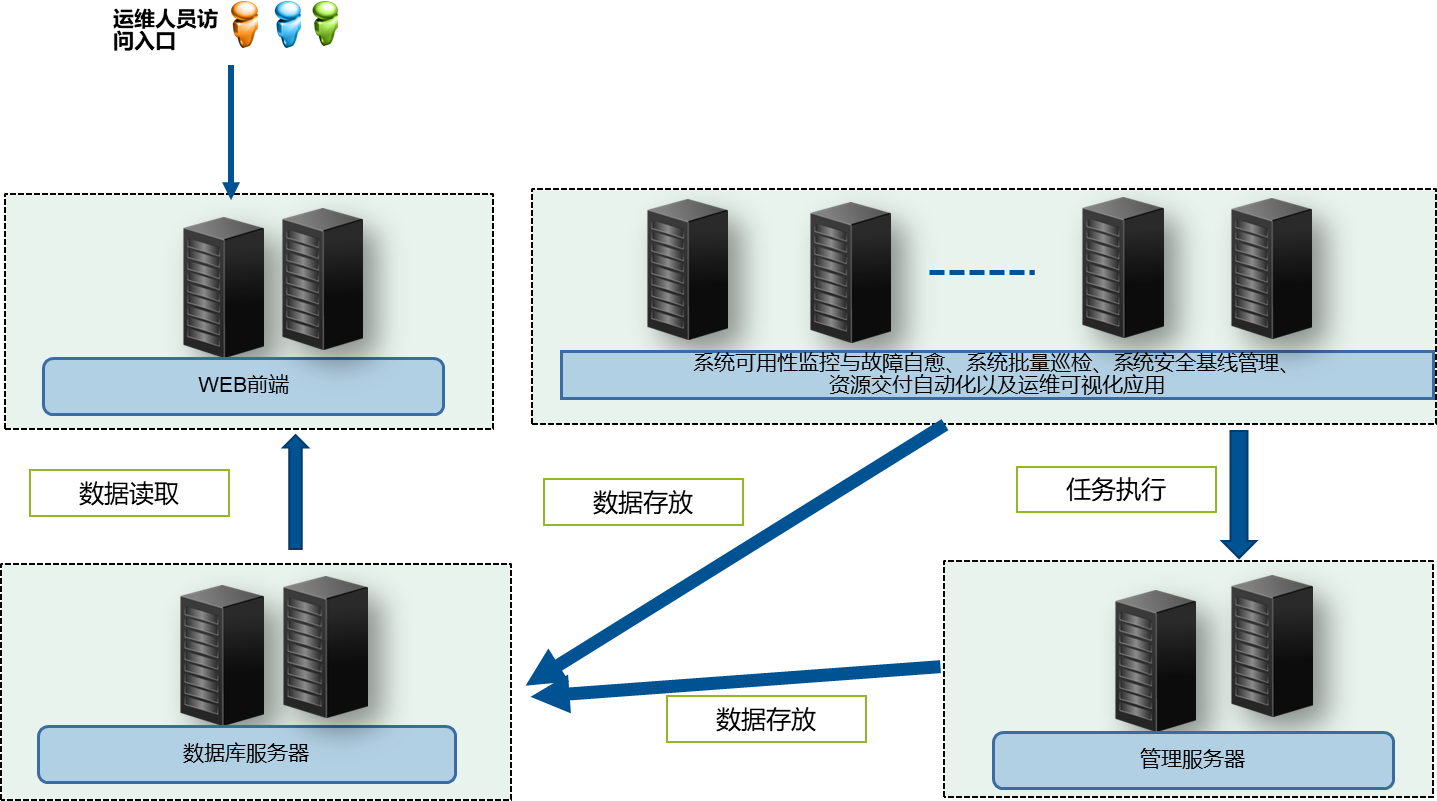 运维人员访
问入口
WEB前端
系统可用性监控与故障自愈、系统批量巡检、系统安全基线管理、
资源交付自动化以及运维可视化应用
数据读取
数据存放
任务执行
数据库服务器
数据存放
管理服务器